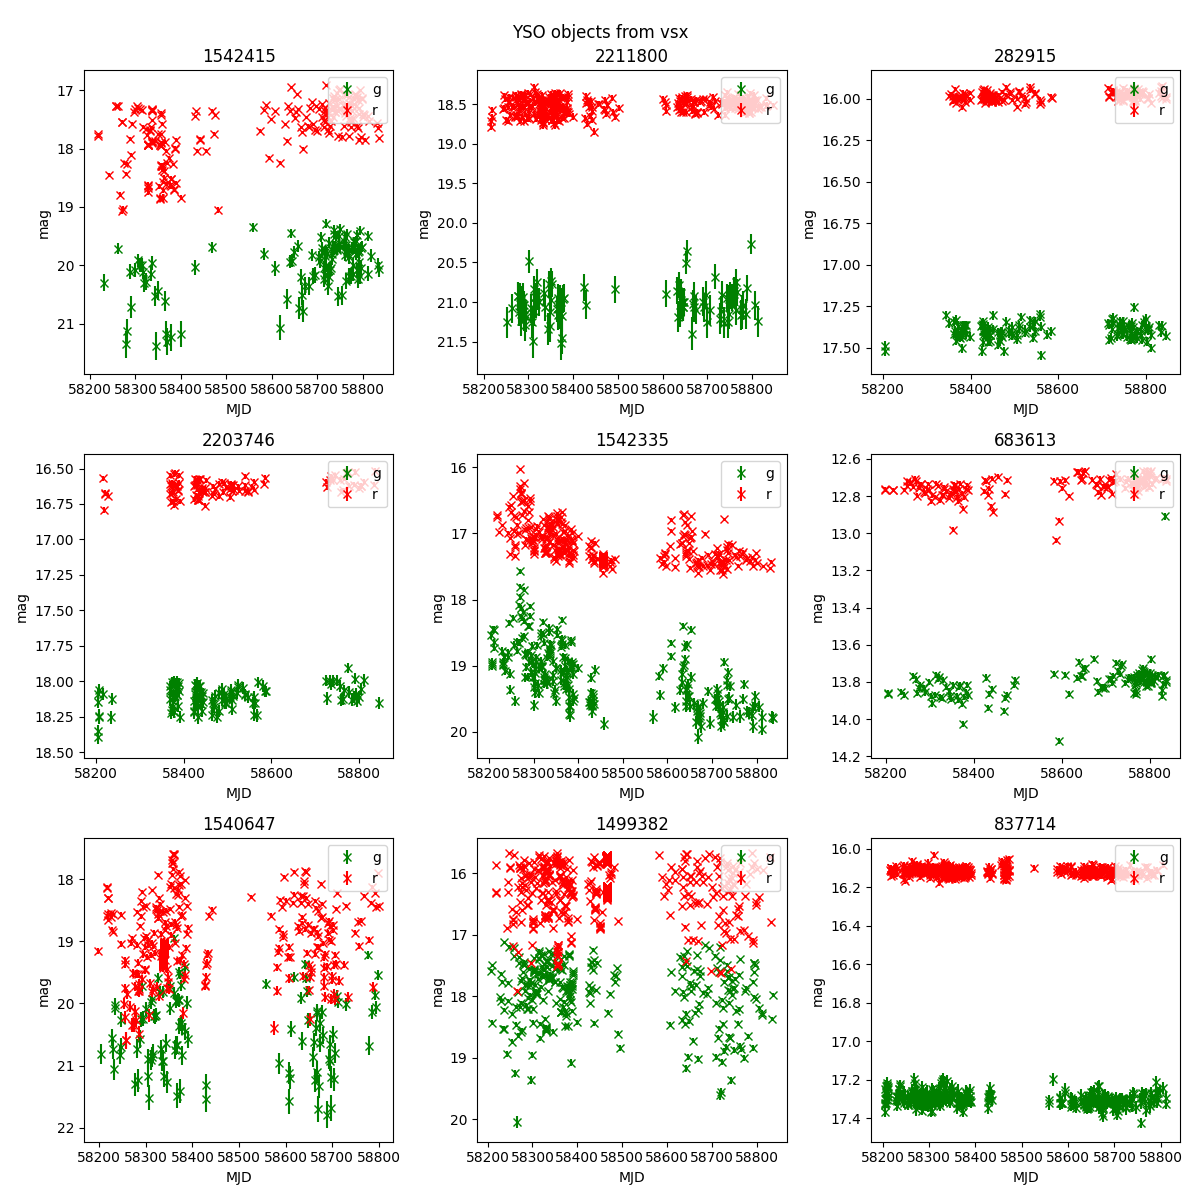 YSO objects from vsx
1542415
17
18
19
20
21
mag
58200 58300 58400 58500 58600 58700 58800
MJD
g
r
2211800
18.5
19.0
19.5
20.0
20.5
21.0
21.5
mag
58200 58300 58400 58500 58600 58700 58800
MJD
g
r
282915
16.00
16.25
16.50
16.75
17.00
17.25
17.50
mag
58200 58400 58600 58800
MJD
g
r
2203746
16.50
16.75
17.00
17.25
17.50
17.75
18.00
18.25
18.50
mag
58200 58400 58600 58800
MJD
g
r
1542335
16
17
18
19
20
mag
58200 58300 58400 58500 58600 58700 58800
MJD
g
r
683613
12.6
12.8
13.0
13.2
13.4
13.6
13.8
14.0
14.2
mag
58200 58400 58600 58800
MJD
g
r
1540647
18
19
20
21
22
mag
58200 58300 58400 58500 58600 58700 58800
MJD
g
r
1499382
16
17
18
19
20
mag
58200 58300 58400 58500 58600 58700 58800
MJD
g
r
837714
16.0
16.2
16.4
16.6
16.8
17.0
17.2
17.4
mag
58200 58300 58400 58500 58600 58700 58800
MJD
g
r